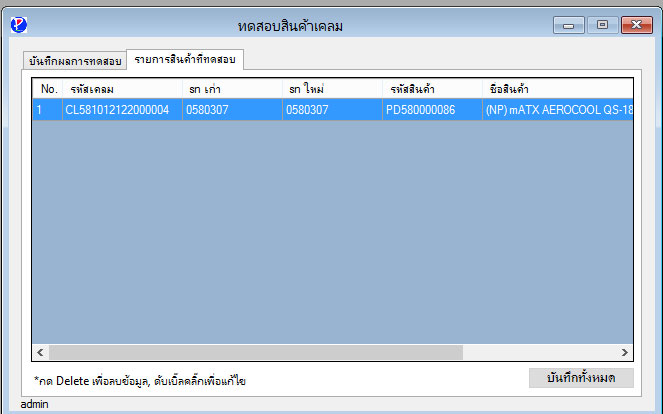 ทดสอบสินค้าเคลม
บันทึกผลการทดสอบ รายการสินค้าที่ทดสอบ
No. รหัสเคลม sn เก่า sn ใหม่ รหัสสินค้า ชื่อสินค้า
1 CL581012122000004 0580307 0580307 PD580000086 (NP) mATX AEROCOOL QS-18
*กด Delete เพื่อลบข้อมูล, ดับเบิ้ลคลิ๊กเพื่อแก้ไข
บันทึกทั้งหมด
admin